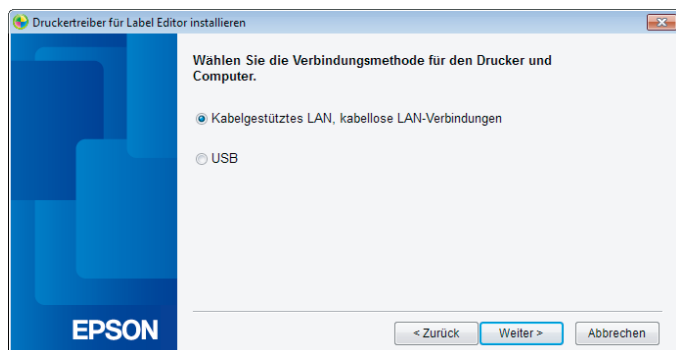 Druckertreiber für Label Editor installieren
Wählen Sie die Verbindungsmethode für den Drucker und
Computer.
Kabelgestütztes LAN, kabellose LAN-Verbindungen
USB
EPSON
< Zurück
Weiter >
Abbrechen